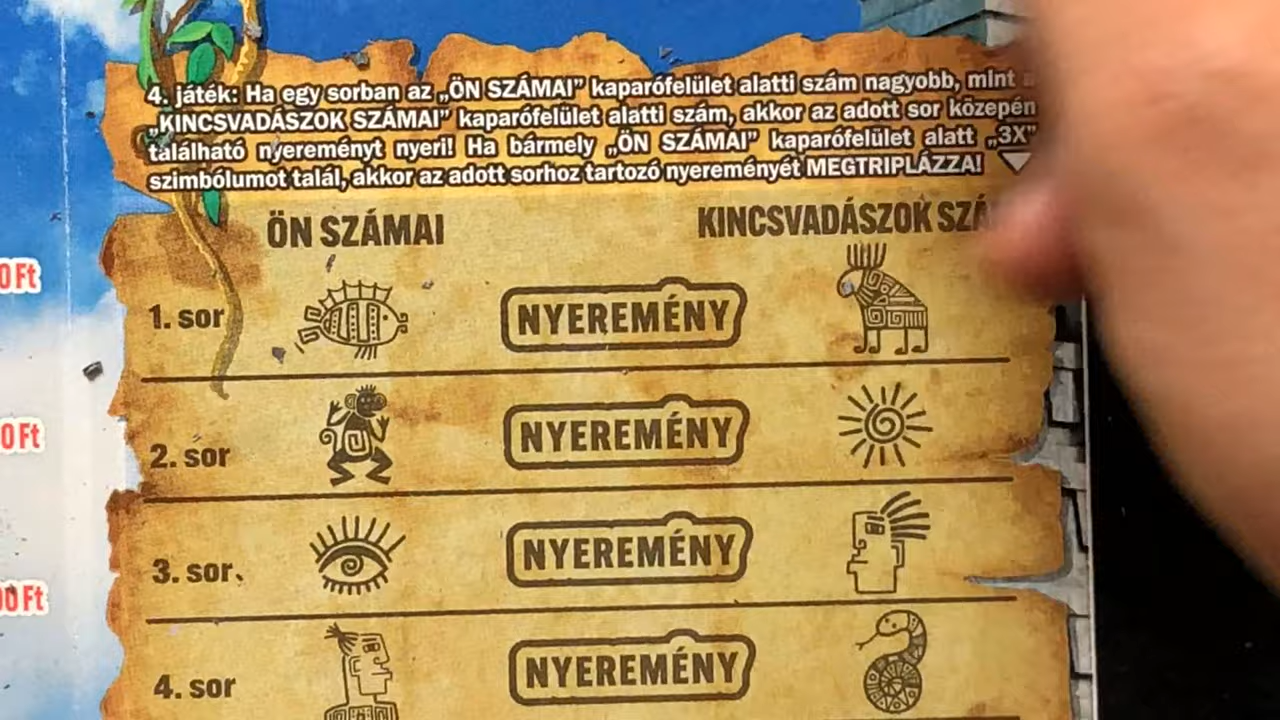 4. játék: Ha egy sorban az „ÖN SZÁMAI” kaparófelület alatti szám nagyobb, mint a
„KINCSVADÁSZOK SZÁMAI” kaparófelület alatti szám, akkor az adott sor közepén
található nyereményt nyeri! Ha bármely „ÖN SZÁMAI” kaparófelület alatt „3X”
szimbólumot talál, akkor az adott sorhoz tartozó nyereményét MEGTRIPLÁZZA!
ÖN SZÁMAI
KINCSVADÁSZOK
0Ft
1. sor
NYEREMÉNY
0Ft
2. sor
NYEREMÉNY
3. sor
NYEREMÉNY
00Ft
4. sor
NYEREMÉNY